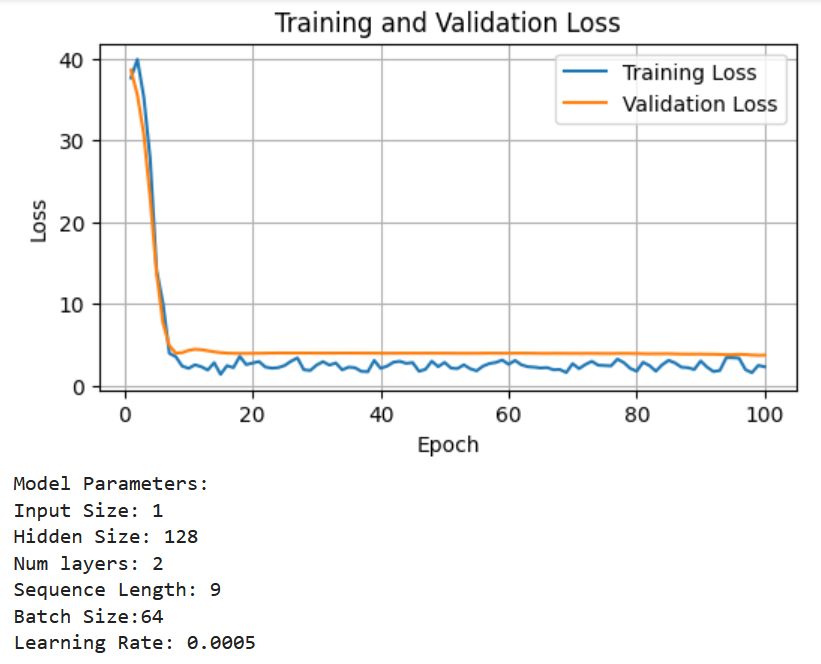 Training and Validation Loss
Training Loss
Validation Loss
40
30
20
10
0
Loss
0 20 40 60 80 100
Epoch
Model Parameters:
Input Size: 1
Hidden Size: 128
Num layers: 2
Sequence Length: 9
Batch Size:64
Learning Rate: 0.0005